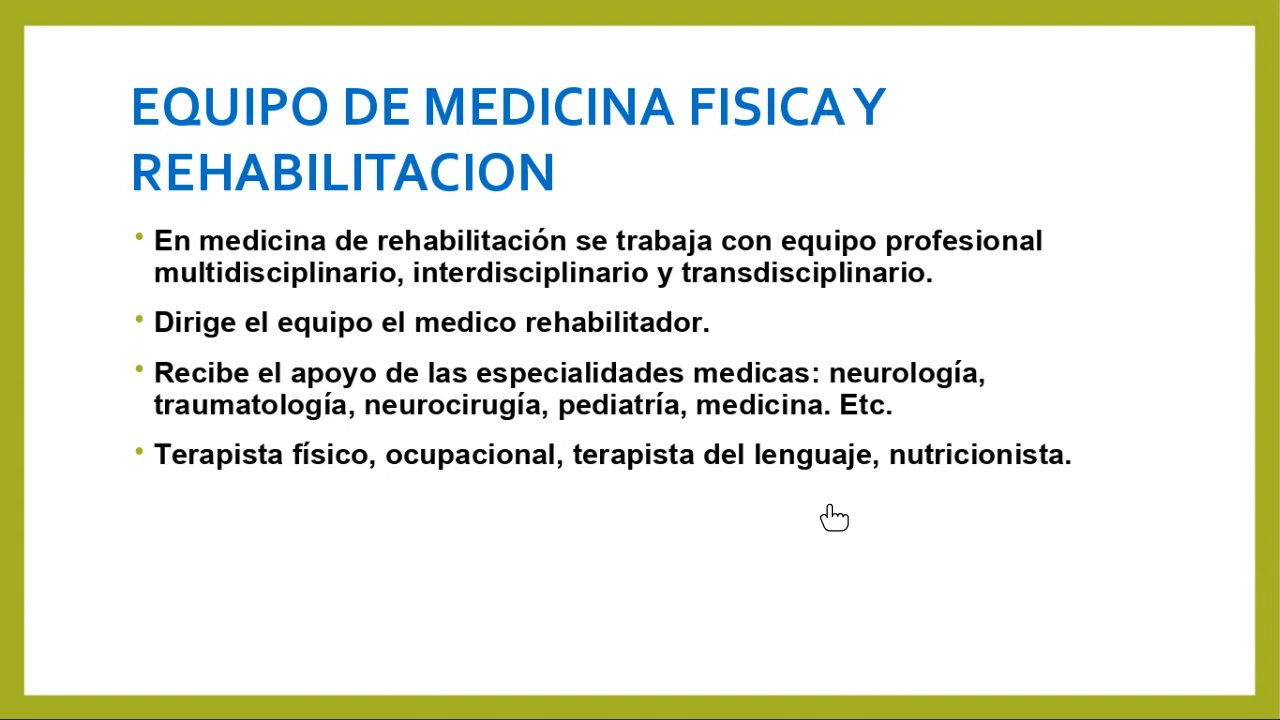 EQUIPO DE MEDICINA FISICA Y
REHABILITACION
• En medicina de rehabilitación se trabaja con equipo profesional
multidisciplinario, interdisciplinario y transdisciplinario.
• Dirige el equipo el medico rehabilitador.
• Recibe el apoyo de las especialidades medicas: neurología,
traumatología, neurocirugía, pediatría, medicina. Etc.
• Terapista físico, ocupacional, terapista del lenguaje, nutricionista.